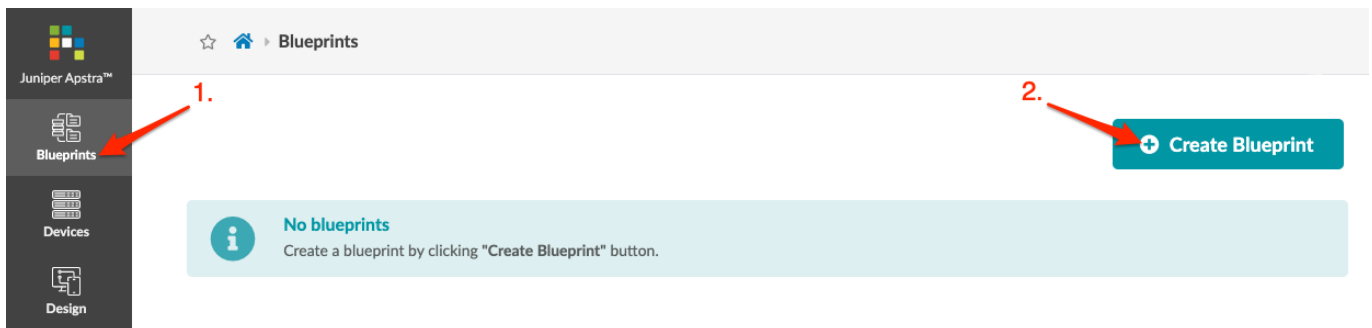 Juniper Apstra™
Blueprints
1.
2.
Blueprints
Create Blueprint
Devices
No blueprints
Create a blueprint by clicking "Create Blueprint" button.
Design